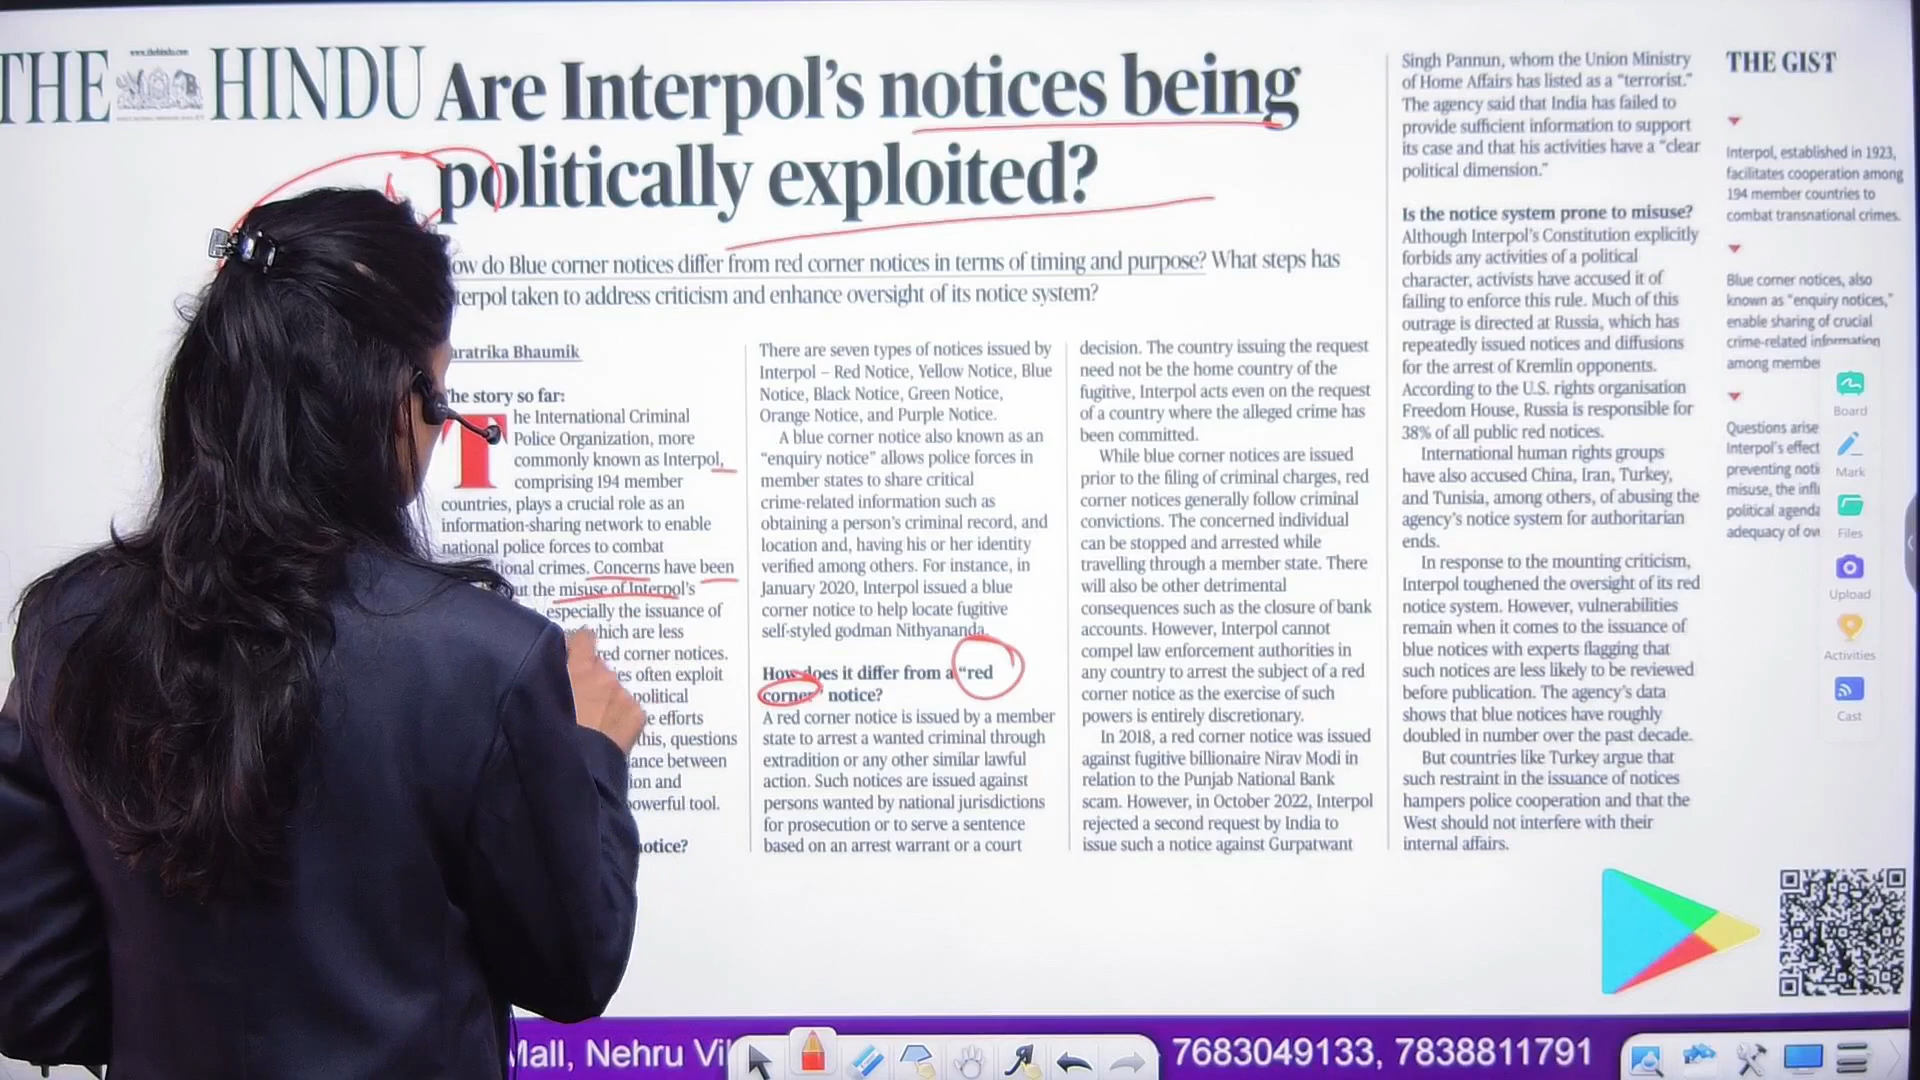 THE HINDU
www.thehindu.com
Are Interpol's notices being
politically exploited?
ow do Blue corner notices differ from red corner notices in terms of timing and purpose? What steps has
terpol taken to address criticism and enhance oversight of its notice system?
aratrika Bhaumik
he story so far:
The International Criminal
Police Organization, more
commonly known as Interpol,
comprising 194 member
countries, plays a crucial role as an
information-sharing network to enable
national police forces to combat
tional crimes. Concerns have been
ut the misuse of Interpol's
especially the issuance of
which are less
red corner notices.
es often exploit
political
e efforts
this, questions
lance between
ion and
powerful tool.
notice?
There are seven types of notices issued by
Interpol – Red Notice, Yellow Notice, Blue
Notice, Black Notice, Green Notice,
Orange Notice, and Purple Notice.
A blue corner notice also known as an
“enquiry notice” allows police forces in
member states to share critical
crime-related information such as
obtaining a person's criminal record, and
location and, having his or her identity
verified among others. For instance, in
January 2020, Interpol issued a blue
corner notice to help locate fugitive
self-styled godman Nithyananda.
How does it differ from a “red
corner” notice?
A red corner notice is issued by a member
state to arrest a wanted criminal through
extradition or any other similar lawful
action. Such notices are issued against
persons wanted by national jurisdictions
for prosecution or to serve a sentence
based on an arrest warrant or a court
decision. The country issuing the request
need not be the home country of the
fugitive, Interpol acts even on the request
of a country where the alleged crime has
been committed.
While blue corner notices are issued
prior to the filing of criminal charges, red
corner notices generally follow criminal
convictions. The concerned individual
can be stopped and arrested while
travelling through a member state. There
will also be other detrimental
consequences such as the closure of bank
accounts. However, Interpol cannot
compel law enforcement authorities in
any country to arrest the subject of a red
corner notice as the exercise of such
powers is entirely discretionary.
In 2018, a red corner notice was issued
against fugitive billionaire Nirav Modi in
relation to the Punjab National Bank
scam. However, in October 2022, Interpol
rejected a second request by India to
issue such a notice against Gurpatwant
Singh Pannun, whom the Union Ministry
of Home Affairs has listed as a “terrorist.”
The agency said that India has failed to
provide sufficient information to support
its case and that his activities have a “clear
political dimension.”
Is the notice system prone to misuse?
Although Interpol's Constitution explicitly
forbids any activities of a political
character, activists have accused it of
failing to enforce this rule. Much of this
outrage is directed at Russia, which has
repeatedly issued notices and diffusions
for the arrest of Kremlin opponents.
According to the U.S. rights organisation
Freedom House, Russia is responsible for
38% of all public red notices.
International human rights groups
have also accused China, Iran, Turkey,
and Tunisia, among others, of abusing the
agency's notice system for authoritarian
ends.
In response to the mounting criticism,
Interpol toughened the oversight of its red
notice system. However, vulnerabilities
remain when it comes to the issuance of
blue notices with experts flagging that
such notices are less likely to be reviewed
before publication. The agency's data
shows that blue notices have roughly
doubled in number over the past decade.
But countries like Turkey argue that
such restraint in the issuance of notices
hampers police cooperation and that the
West should not interfere with their
internal affairs.
THE GIST
Interpol, established in 1923,
facilitates cooperation among
194 member countries to
combat transnational crimes.
Blue corner notices, also
known as “enquiry notices,”
enable sharing of crucial
crime-related information
among membe
Questions arise
Interpol's effect
preventing noti
misuse, the infl
political agenda
adequacy of ov
Board
Mark
Files
Upload
Activities
Cast
Mall, Nehru Vi
7683049133, 7838811791